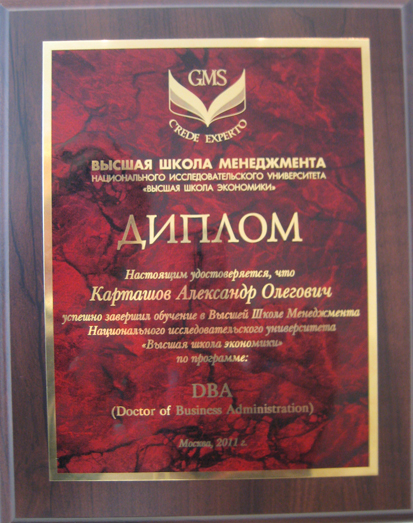 GMS
CREDE EXPERTO
ВЫСШАЯ ШКОЛА МЕНЕДЖМЕНТА
НАЦИОНАЛЬНОГО ИССЛЕДОВАТЕЛЬСКОГО УНИВЕРСИТЕТА
«ВЫСШАЯ ШКОЛА ЭКОНОМИКИ»
ДИПЛОМ
Настоящим удостоверяется, что
Карташов Александр Олегович
успешно завершил обучение в Высшей Школе Менеджмента
Национального исследовательского университета
«Высшая школа экономики»
по программе:
DBA
(Doctor of Business Administration)
Москва, 2011 г.